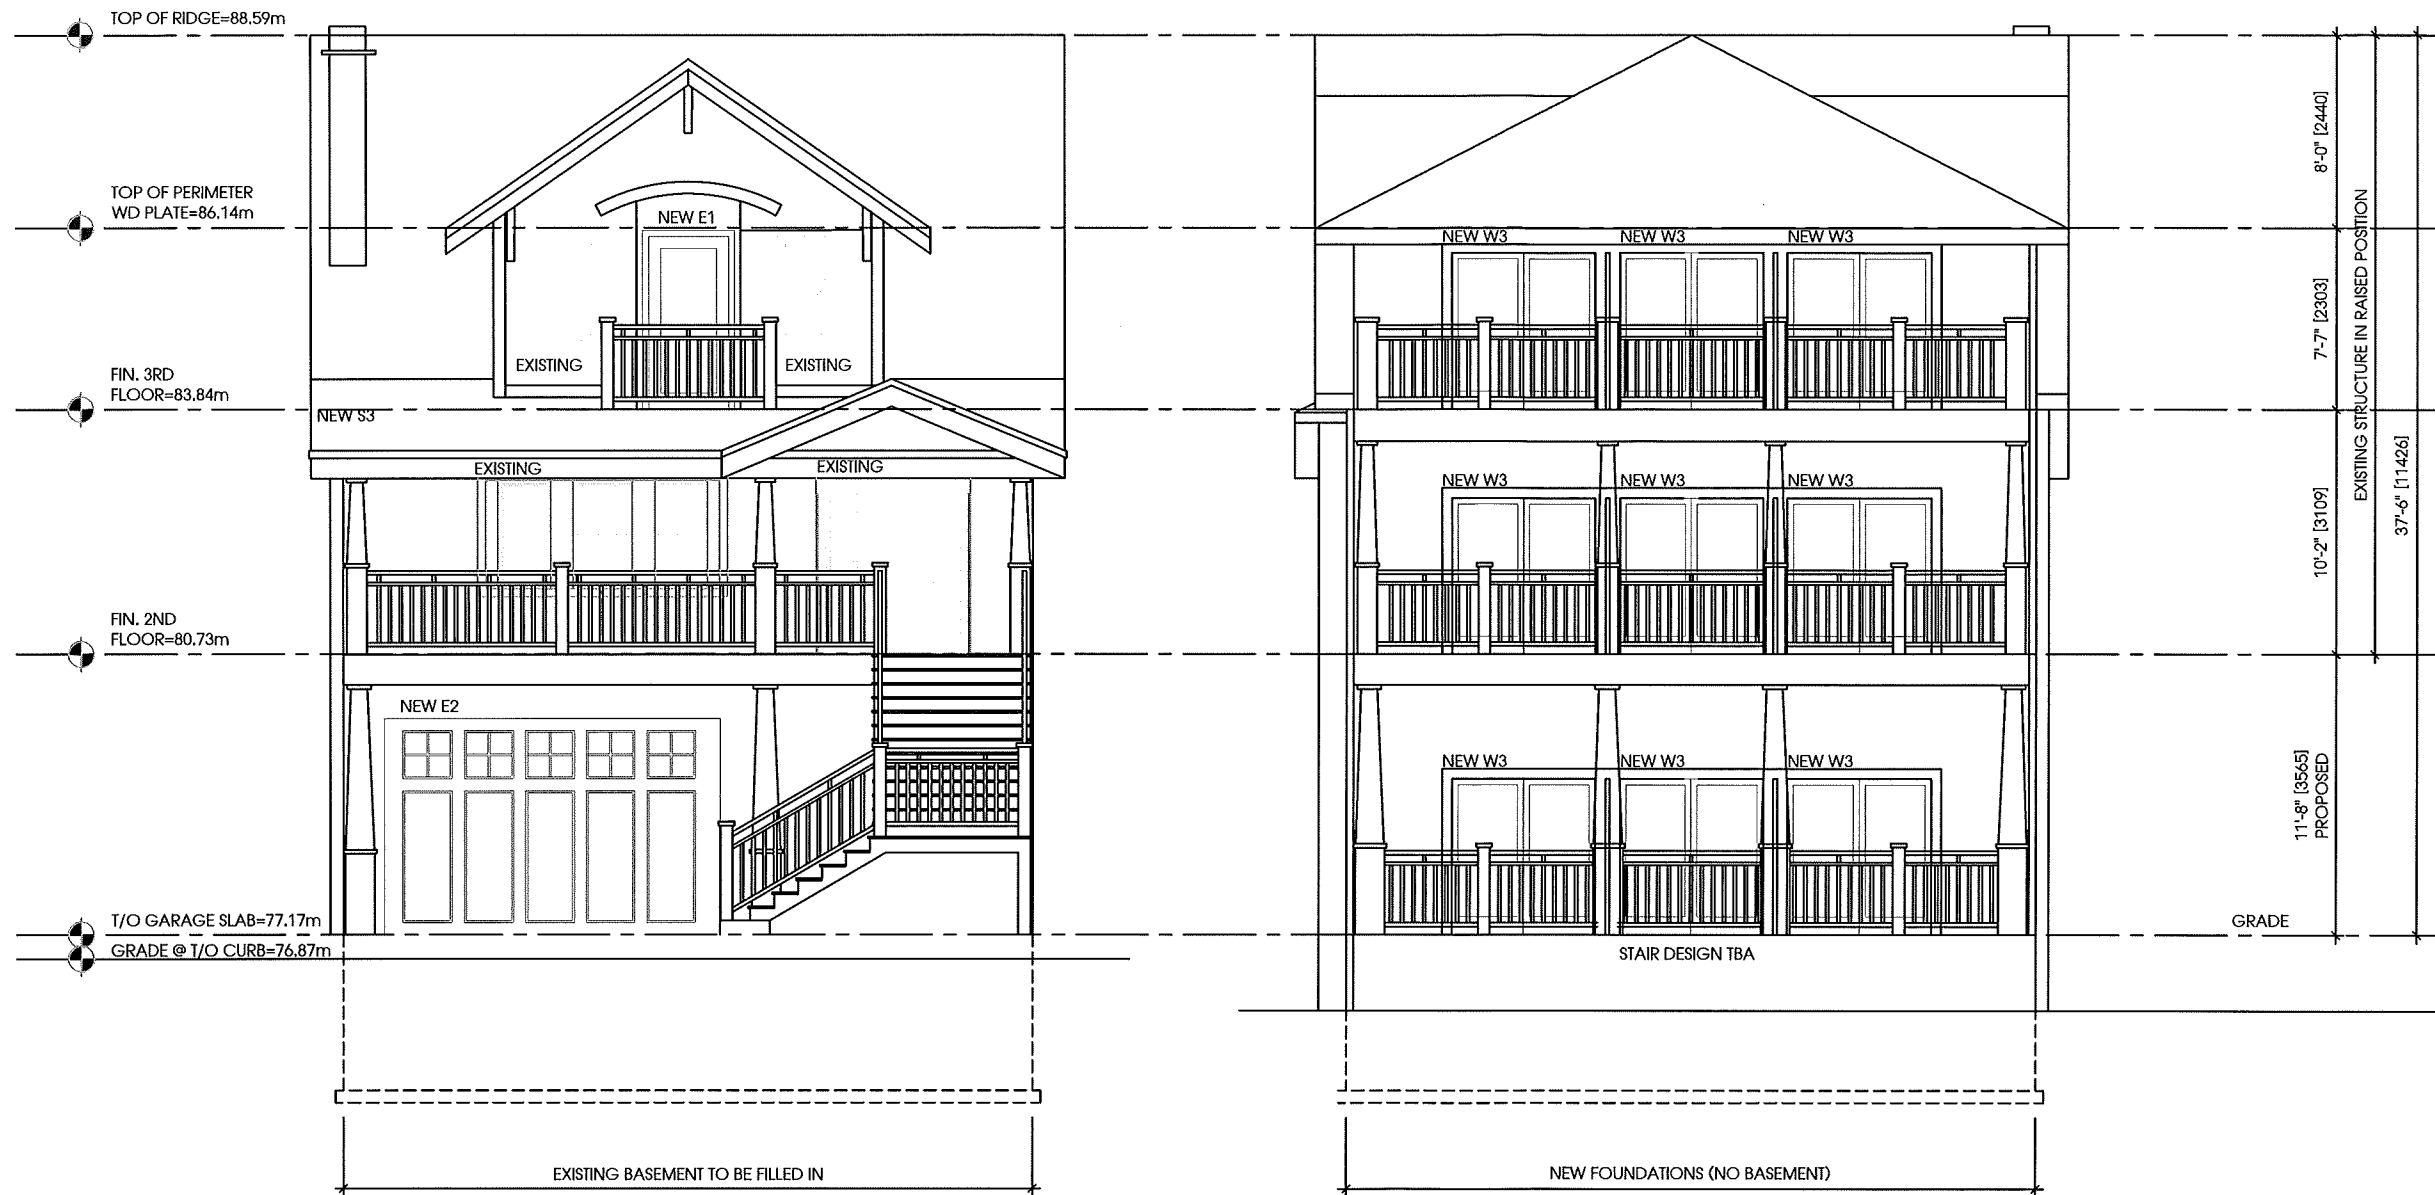 TOP OF RIDGE=88.59m
TOP OF PERIMETER
WD PLATE=86.14m
FIN. 3RD
FLOOR=83.84m
FIN. 2ND
FLOOR=80.73m
T/O GARAGE SLAB=77.17m
GRADE @ T/O CURB=76.87m
NEW E1
EXISTING
EXISTING
NEW S3
EXISTING
EXISTING
NEW E2
EXISTING BASEMENT TO BE FILLED IN
NEW W3
NEW W3
NEW W3
NEW W3
NEW W3
NEW W3
NEW W3
NEW W3
NEW W3
STAIR DESIGN TBA
NEW FOUNDATIONS (NO BASEMENT)
GRADE
8'-0" [2440]
7'-7" [2303]
10'-2" [3109]
11'-8" [3565]
PROPOSED
EXISTING STRUCTURE IN RAISED POSITION
37'-6" [11426]